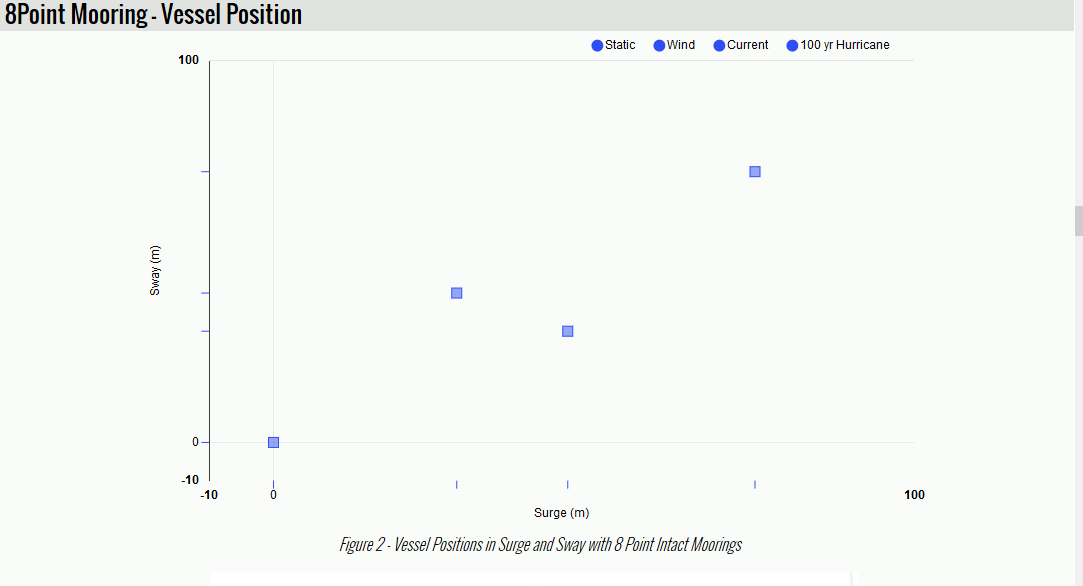 8Point Mooring - Vessel Position
Static Wind Current 100 yr Hurricane
100
Sway (m)
0
-10
-10 0 100
Surge (m)
Figure 2 - Vessel Positions in Surge and Sway with 8 Point Intact Moorings